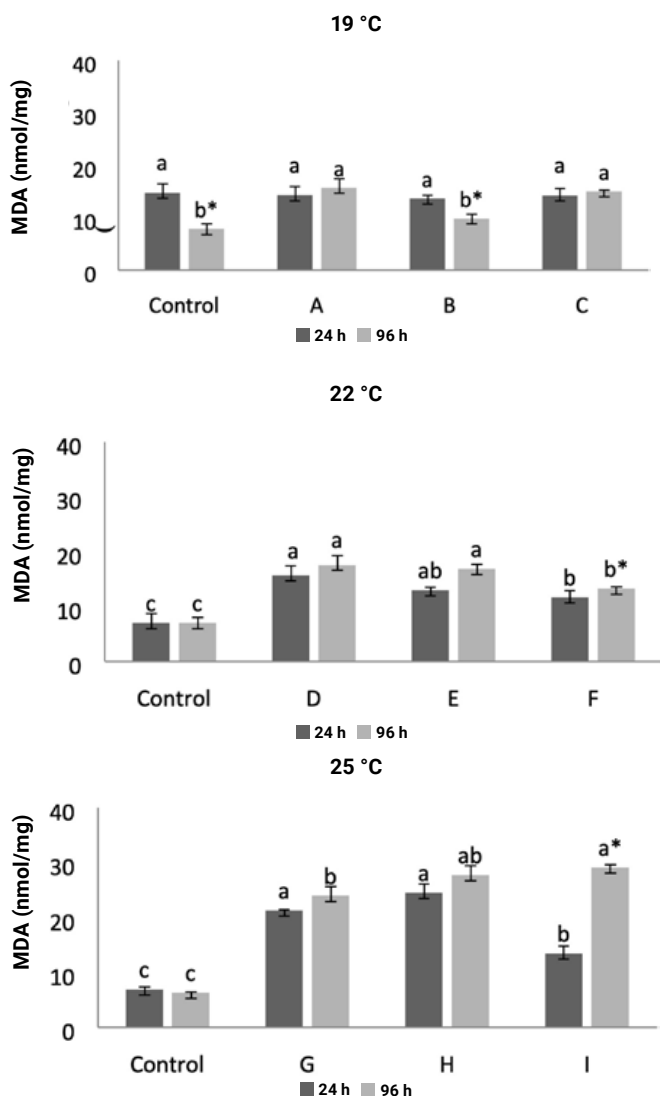 19 °C
MDA (nmol/mg)
40
30
20
10
0
a
b*
a
a
a
b*
a
a
Control A B C
24 h 96 h
22 °C
MDA (nmol/mg)
40
30
20
10
0
c
c
a
a
ab
a
b
b*
Control D E F
24 h 96 h
25 °C
MDA (nmol/mg)
40
30
20
10
0
c
c
a
b
a
ab
b
a*
Control G H I
24 h 96 h